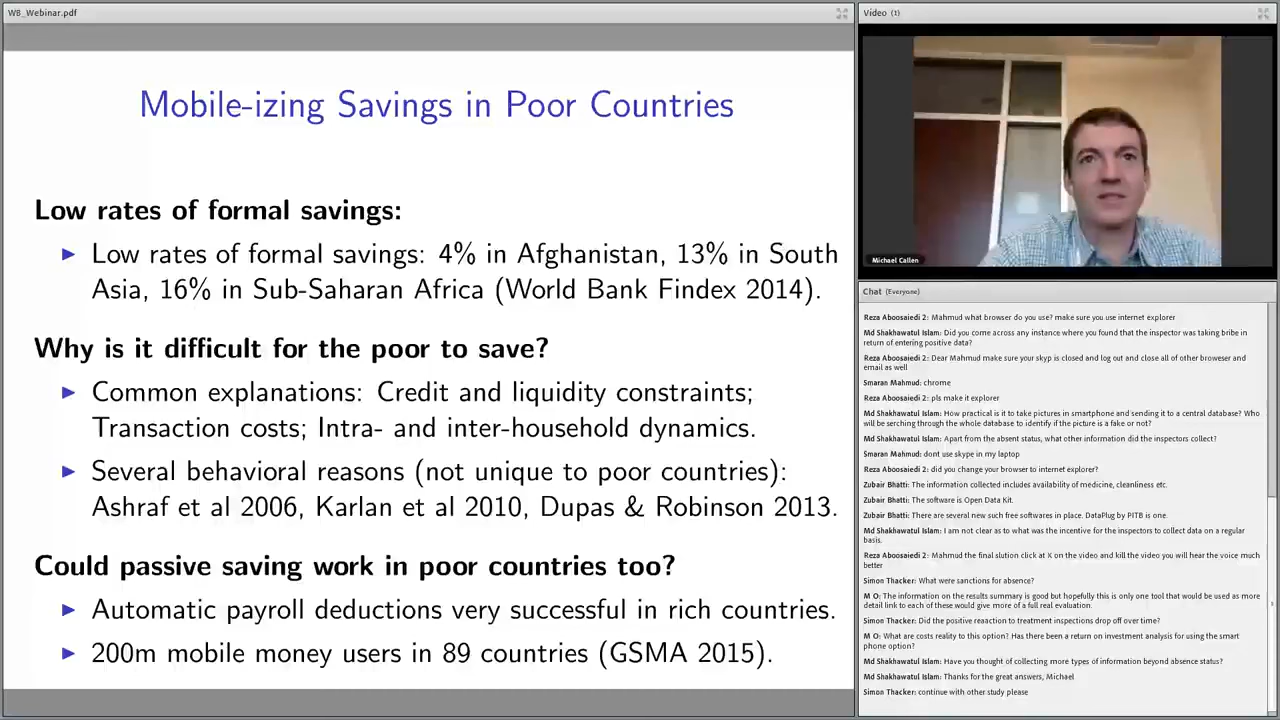 WB_Webinar.pdf
Mobile-izing Savings in Poor Countries
Low rates of formal savings:
Low rates of formal savings: 4% in Afghanistan, 13% in South
Asia, 16% in Sub-Saharan Africa (World Bank Findex 2014).
Why is it difficult for the poor to save?
Common explanations: Credit and liquidity constraints;
Transaction costs; Intra- and inter-household dynamics.
Several behavioral reasons (not unique to poor countries):
Ashraf et al 2006, Karlan et al 2010, Dupas & Robinson 2013.
Could passive saving work in poor countries too?
Automatic payroll deductions very successful in rich countries.
200m mobile money users in 89 countries (GSMA 2015).
Video (1)
Michael Callen
Chat (Everyone)
Reza Aboosaiedi 2: Mahmud what browser do you use? make sure you use internet explorer
Md Shakhawatul Islam: Did you come across any instance where you found that the inspector was taking bribe in
return of entering positive data?
Reza Aboosaiedi 2: Dear Mahmud make sure your skyp is closed and log out and close all of other broweser and
email as well
Smaran Mahmud: chrome
Reza Aboosaiedi 2: pls make it explorer
Md Shakhawatul Islam: How practical is it to take pictures in smartphone and sending it to a central database? Who
will be serching through the whole database to identify if the picture is a fake or not?
Md Shakhawatul Islam: Apart from the absent status, what other information did the inspectors collect?
Smaran Mahmud: dont use skype in my laptop
Reza Aboosaiedi 2: did you change your browser to internet explorer?
Zubair Bhatti: The information collected includes availability of medicine, cleanliness etc.
Zubair Bhatti: The software is Open Data Kit.
Zubair Bhatti: There are several new such free softwares in place. DataPlug by PITB is one.
Md Shakhawatul Islam: I am not clear as to what was the incentive for the inspectors to collect data on a regular
basis.
Reza Aboosaiedi 2: Mahmud the final slution click at X on the video and kill the video you will hear the voice much
better
Simon Thacker: What were sanctions for absence?
M O: The information on the results summary is good but hopefully this is only one tool that would be used as more
detail link to each of these would give more of a full real evaluation.
Simon Thacker: Did the positive reaaction to treatment inspections drop off over time?
M O: What are costs reality to this option? Has there been a return on investment analysis for using the smart
phone option?
Md Shakhawatul Islam: Have you thought of collecting more types of information beyond absence status?
Md Shakhawatul Islam: Thanks for the great answers, Michael
Simon Thacker: continue with other study please